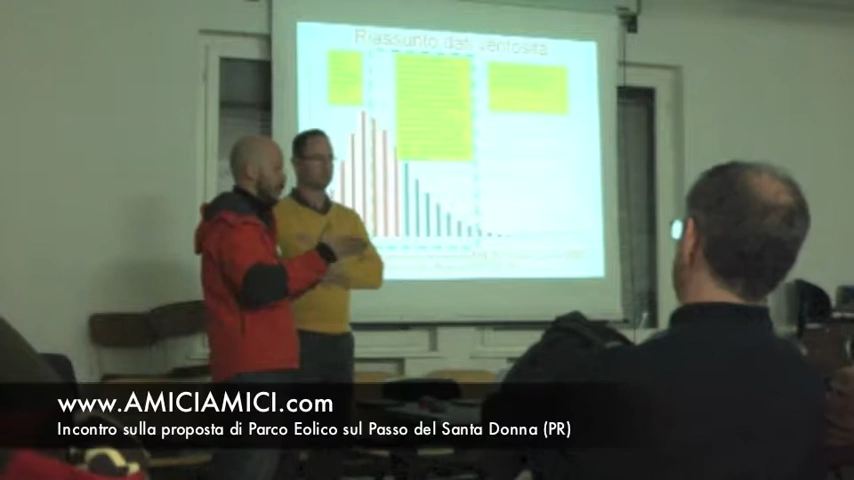 Riassunto dati ventosità
www.AMICIAMICI.com
Incontro sulla proposta di Parco Eolico sul Passo del Santa Donna (PR)